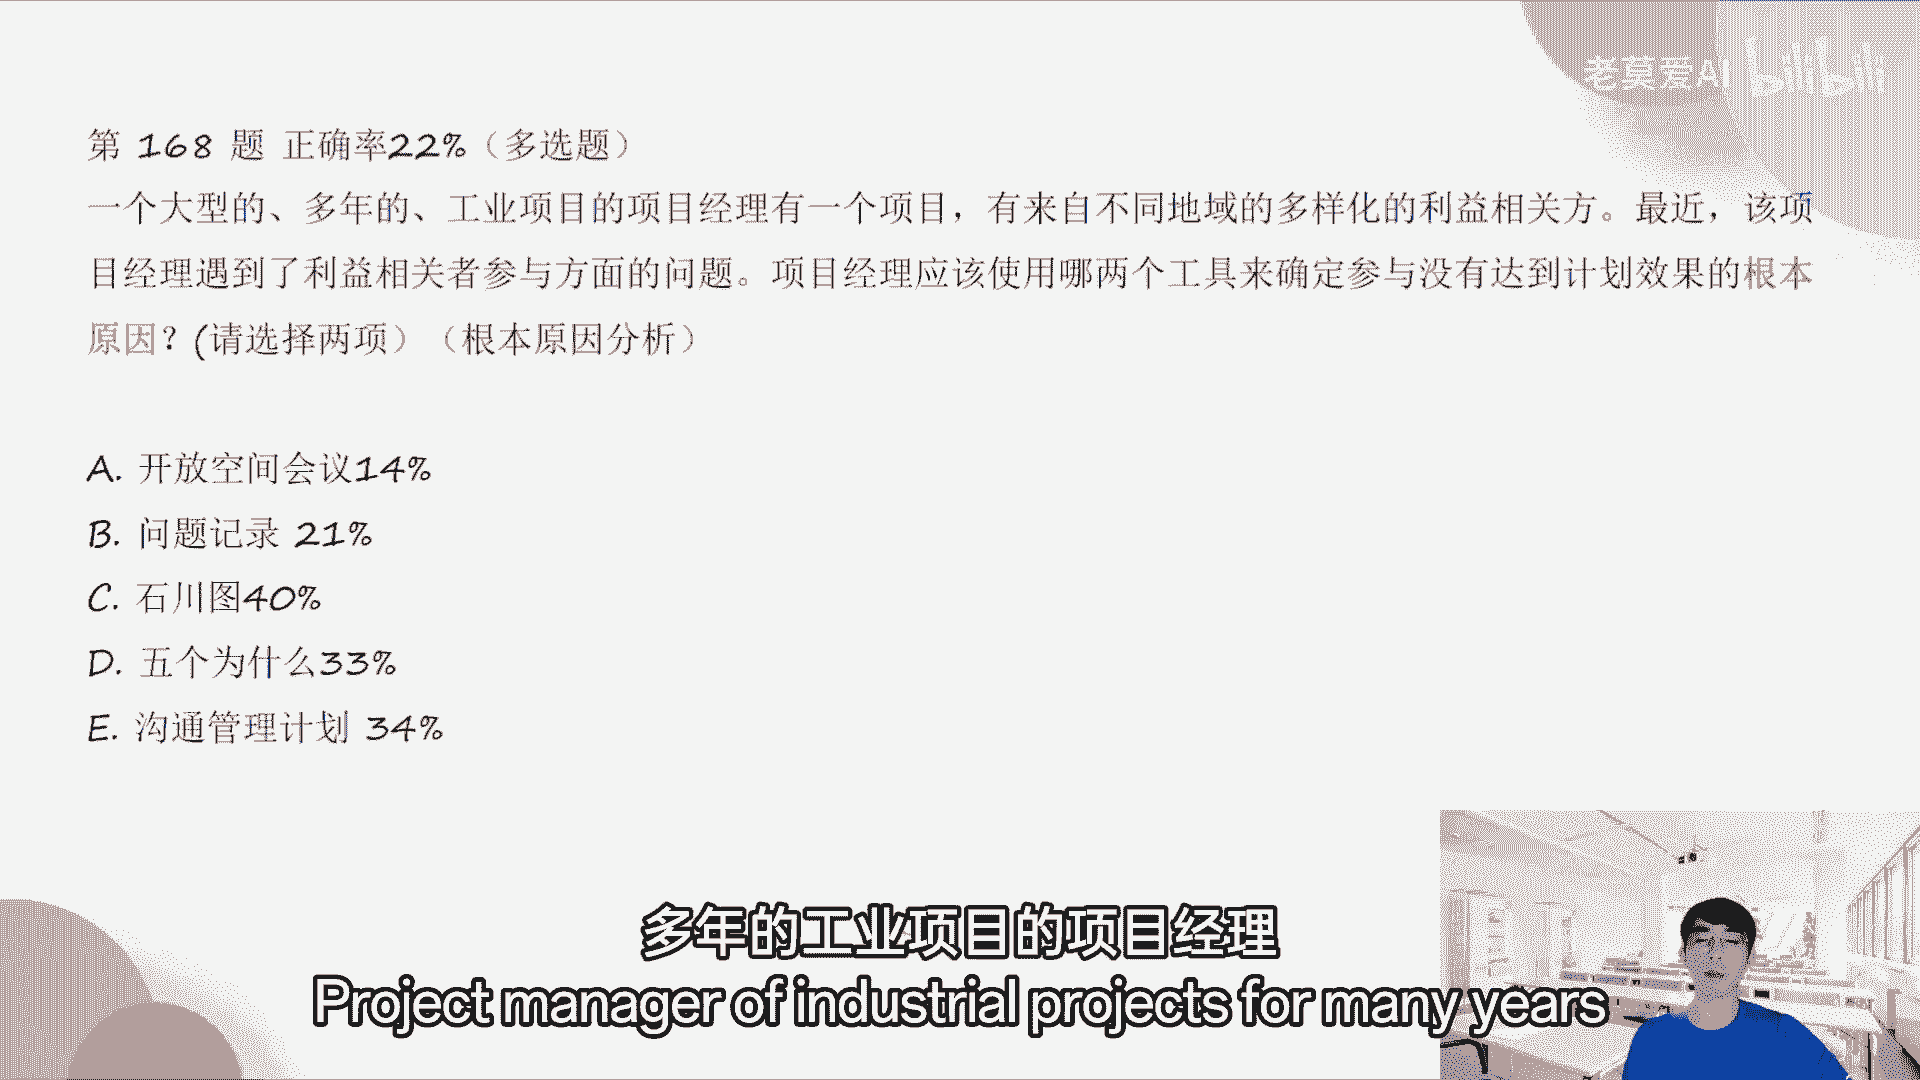 老莫爱AI bilibili
第 168 题 正确率22%（多选题）
一个大型的、多年的、工业项目的项目经理有一个项目，有来自不同地域的多样化的利益相关方。最近，该项
目经理遇到了利益相关者参与方面的问题。项目经理应该使用哪两个工具来确定参与没有达到计划效果的根本
原因？(请选择两项）（根本原因分析）
A. 开放空间会议14%
B. 问题记录 21%
C. 石川图40%
D. 五个为什么33%
E. 沟通管理计划 34%
多年的工业项目的项目经理
Project manager of industrial projects for many years